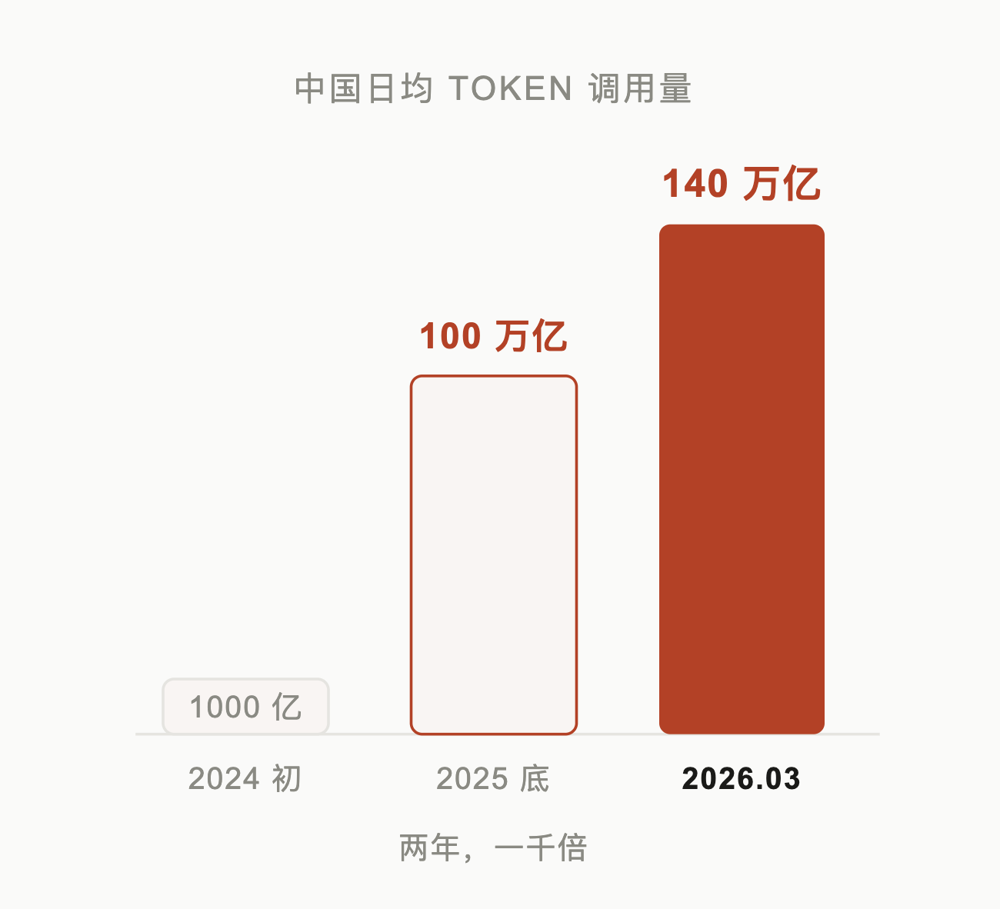 中国日均 TOKEN 调用量
140 万亿
100 万亿
1000 亿
2024 初
2025 底
2026.03
两年，一千倍